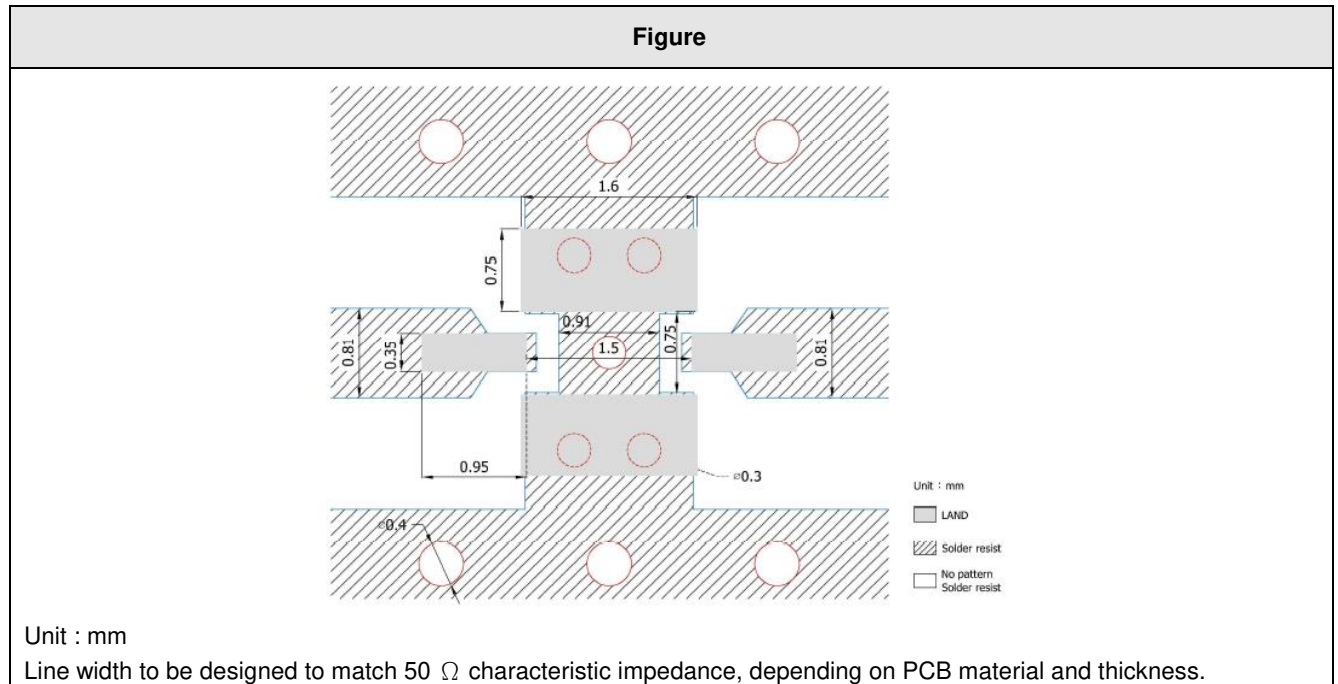 Figure
1.6
0.75
0.91
0.81
0.35
1.5
0.75
0.81
0.95
⌀0.3
Unit : mm
LAND
⌀0.4
Solder resist
No pattern
Solder resist
Unit : mm
Line width to be designed to match 50 Ω characteristic impedance, depending on PCB material and thickness.